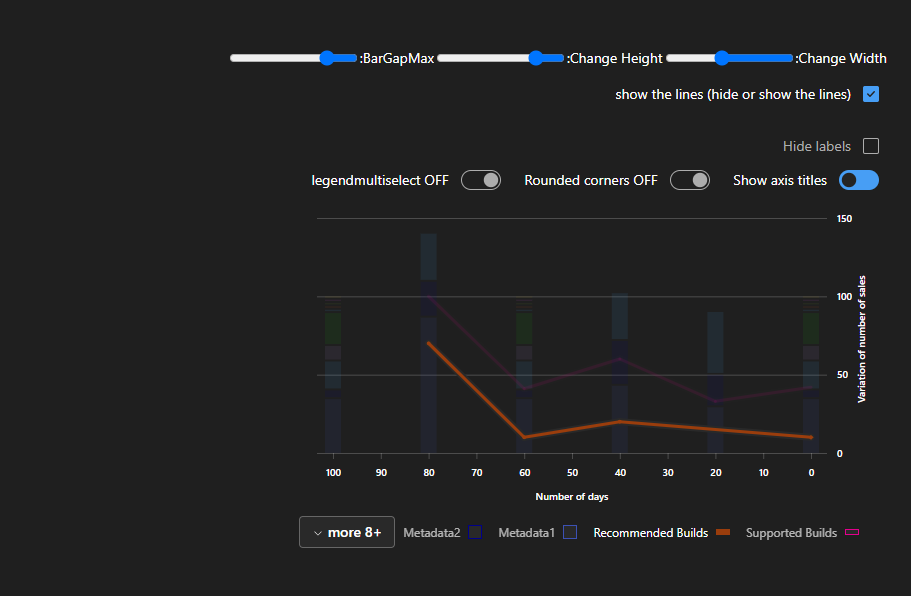 :BarGapMax :Change Height :Change Width
show the lines (hide or show the lines)
Hide labels
legendmultiselect OFF Rounded corners OFF Show axis titles
150
100
50
0
Variation of number of sales
100 90 80 70 60 50 40 30 20 10 0
Number of days
more 8+ Metadata2 Metadata1 Recommended Builds Supported Builds